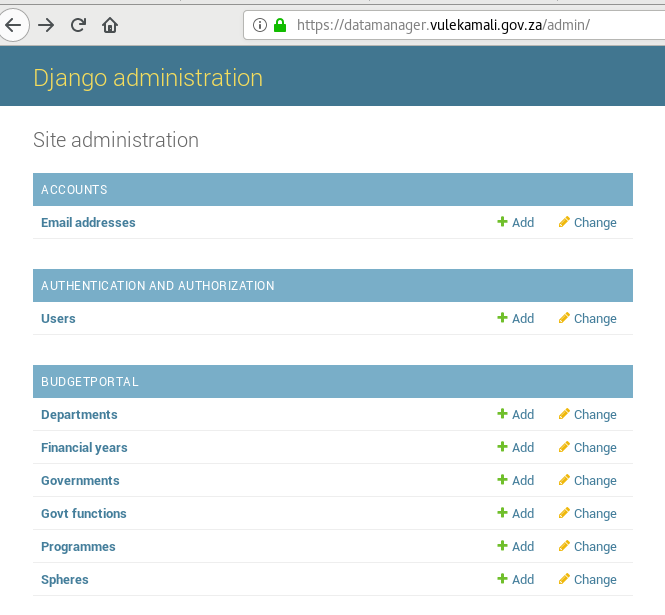 https://datamanager.vulekamali.gov.za/admin/
Django administration
Site administration
ACCOUNTS
Email addresses Add Change
AUTHENTICATION AND AUTHORIZATION
Users Add Change
BUDGETPORTAL
Departments Add Change
Financial years Add Change
Governments Add Change
Govt functions Add Change
Programmes Add Change
Spheres Add Change